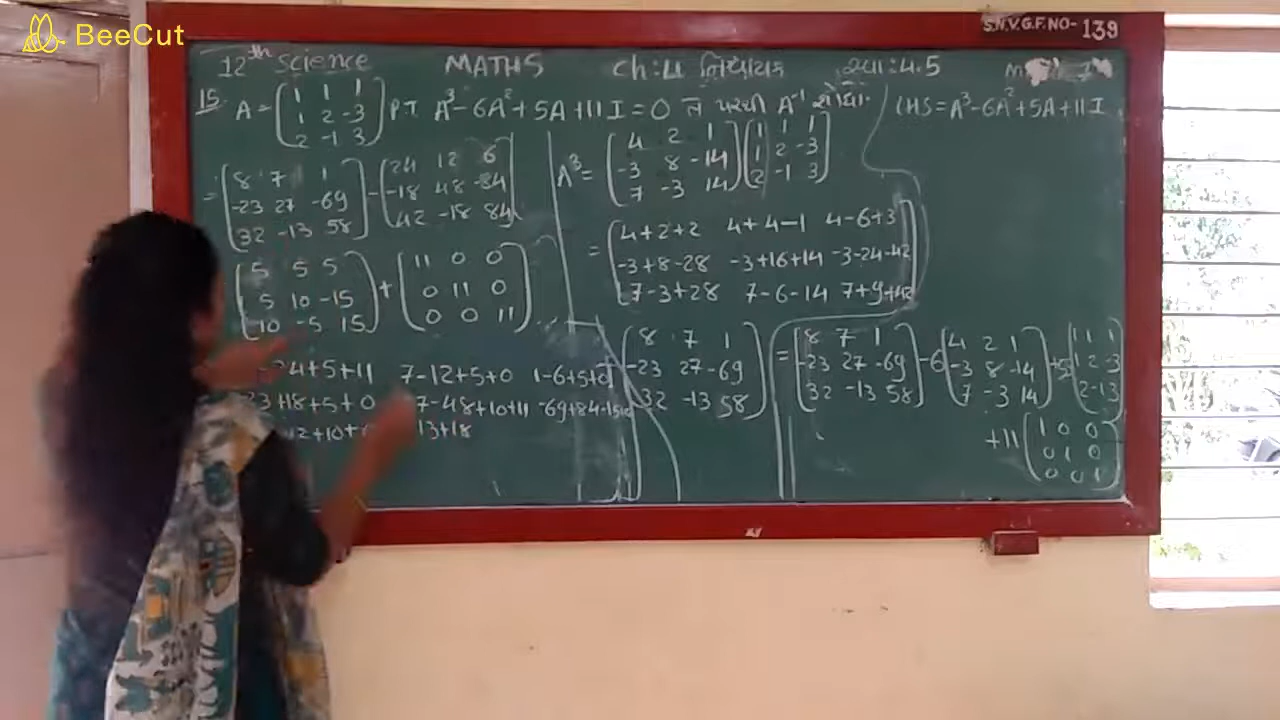 BeeCut
S.N.V.G.F.NO- 139
12th science MATHS ch:4 નિશ્ચાયક સ્વા:4.5
15. A = [1 1 1 P.T. A³-6A²+5A+11I=0 તે પરથી A⁻¹ શોધો. LHS = A³-6A²+5A+11I
1 2 -3
2 -1 3]
= [8 7 1
-23 27 -69
32 -13 58] - [24 12 6
-18 48 -84
42 -18 84]
[5 5 5
5 10 -15
10 -5 15] + [11 0 0
0 11 0
0 0 11]
-24+5+11 7-12+5+0 1-6+5+0
+18+5+0 -48+10+11 -69+84-15+0
A³ = [4 2 1
-3 8 -14
7 -3 14] [1 1 1
1 2 -3
2 -1 3]
= [4+2+2 4+4-1 4-6+3
-3+8-28 -3+16+14 -3-24-42
7-3+28 7-6-14 7+9+42]
[8 7 1
-23 27 -69
32 -13 58]
= [8 7 1
-23 27 -69
32 -13 58] -6 [4 2 1
-3 8 -14
7 -3 14] +5 [1 1 1
1 2 -3
2 -1 3]
+11 [1 0 0
0 1 0
0 0 1]